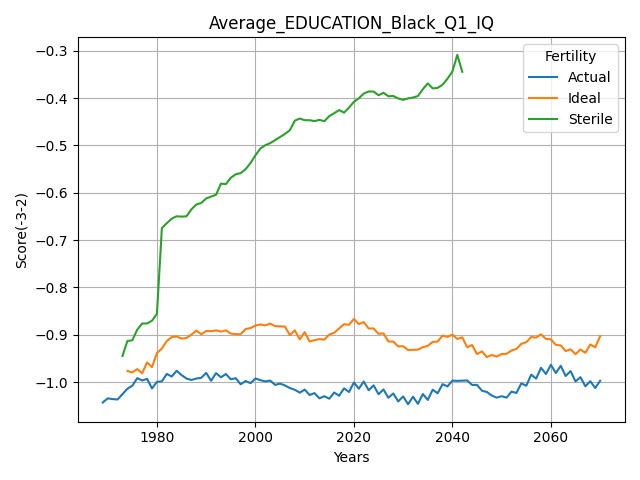 Average_EDUCATION_Black_Q1_IQ
Score(-3-2)
−0.3
−0.4
−0.5
−0.6
−0.7
−0.8
−0.9
−1.0
Fertility
Actual
Ideal
Sterile
1980
2000
2020
2040
2060
Years